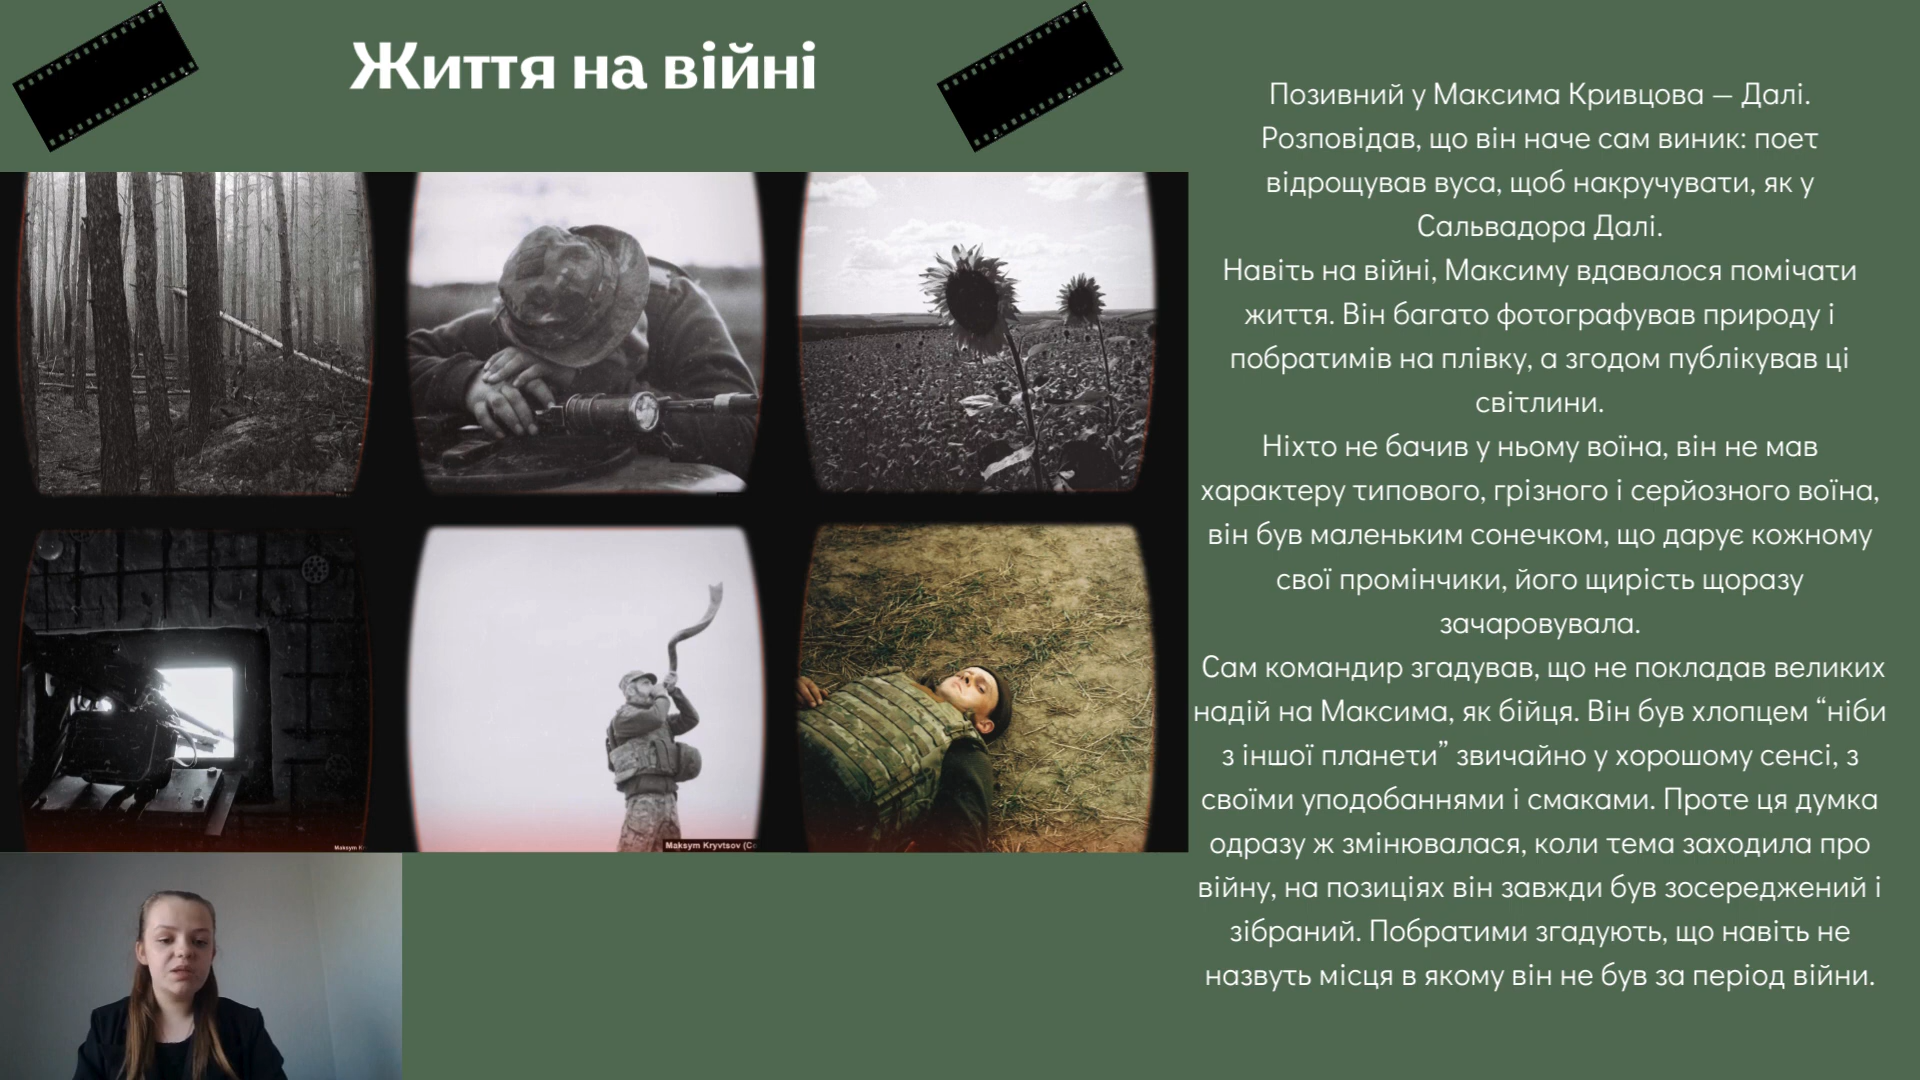 Життя на війні
Позивний у Максима Кривцова — Далі.
Розповідав, що він наче сам виник: поет
відрощував вуса, щоб накручувати, як у
Сальвадора Далі.
Навіть на війні, Максиму вдавалося помічати
життя. Він багато фотографував природу і
побратимів на плівку, а згодом публікував ці
світлини.
Ніхто не бачив у ньому воїна, він не мав
характеру типового, грізного і серйозного воїна,
він був маленьким сонечком, що дарує кожному
свої промінчики, його щирість щоразу
зачаровувала.
Сам командир згадував, що не покладав великих
надій на Максима, як бійця. Він був хлопцем “ніби
з іншої планети” звичайно у хорошому сенсі, з
своїми уподобаннями і смаками. Проте ця думка
одразу ж змінювалася, коли тема заходила про
війну, на позиціях він завжди був зосереджений і
зібраний. Побратими згадують, що навіть не
назвуть місця в якому він не був за період війни.
Maksym Kryvtsov (Co
Maksym